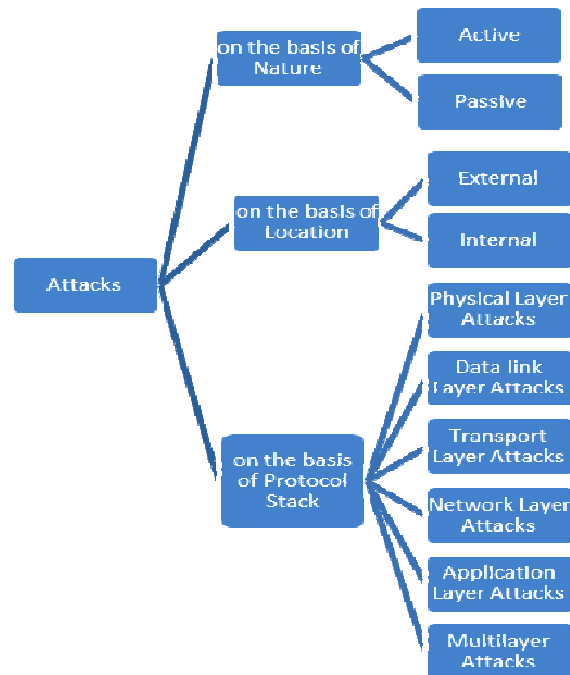 Attacks
on the basis of
Nature
Active
Passive
on the basis of
Location
External
Internal
on the basis
of Protocol
Stack
Physical Layer
Attacks
Data link
Layer Attacks
Transport
Layer Attacks
Network Layer
Attacks
Application
Layer Attacks
Multilayer
Attacks